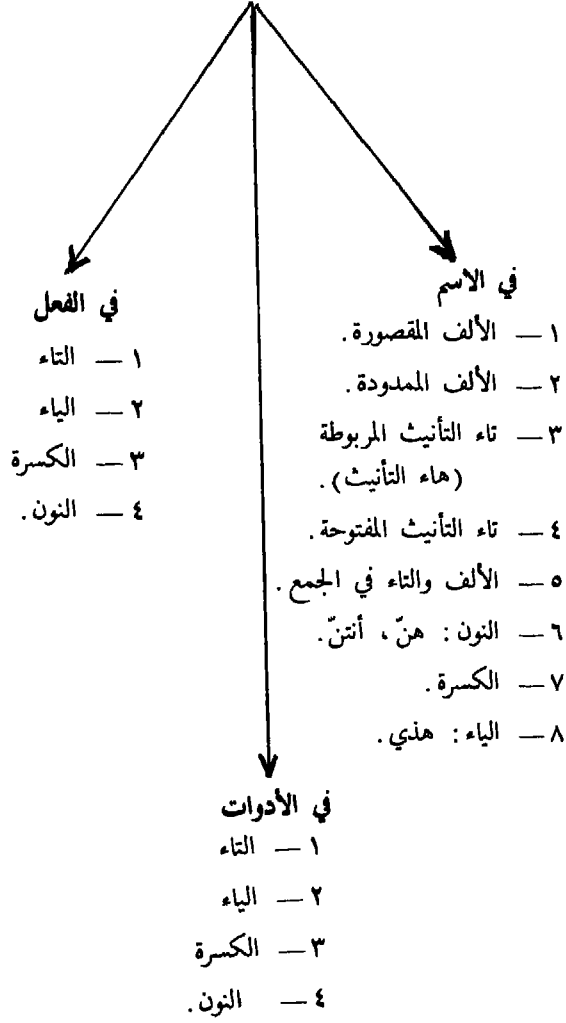 في الاسم
١ — الألف المقصورة.
٢ — الألف الممدودة.
٣ — تاء التأنيث المربوطة
(هاء التأنيث).
٤ — تاء التأنيث المفتوحة.
٥ — الألف والتاء في الجمع.
٦ — النون: هنّ، أنتنّ.
٧ — الكسرة.
٨ — الياء: هذي.
في الفعل
١ — التاء
٢ — الياء
٣ — الكسرة
٤ — النون.
في الأدوات
١ — التاء
٢ — الياء
٣ — الكسرة
٤ — النون.